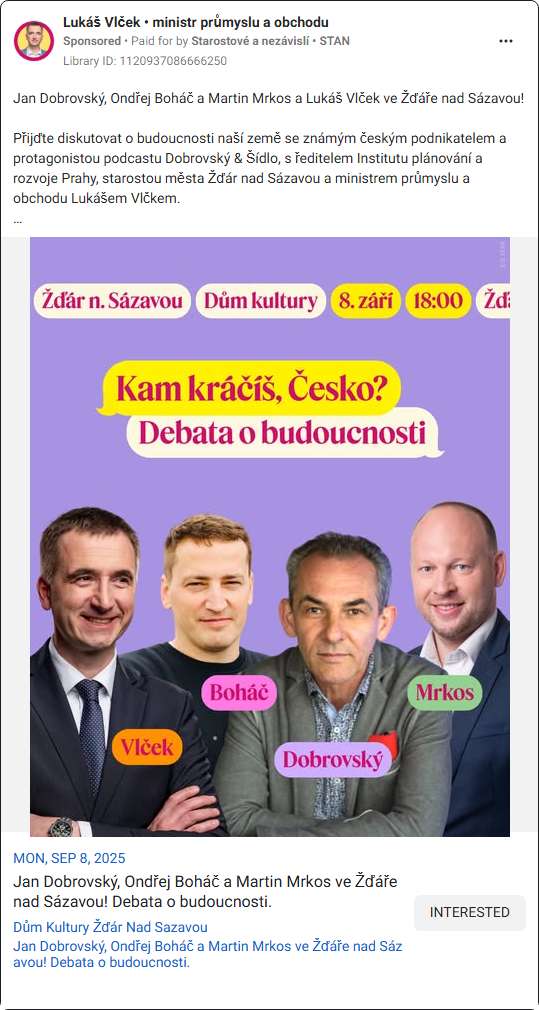 Lukáš Vlček • ministr průmyslu a obchodu
Sponsored • Paid for by Starostové a nezávislí • STAN
Library ID: 1120937086666250
Jan Dobrovský, Ondřej Boháč a Martin Mrkos a Lukáš Vlček ve Žďáře nad Sázavou!
Přijďte diskutovat o budoucnosti naší země se známým českým podnikatelem a
protagonistou podcastu Dobrovský & Šídlo, s ředitelem Institutu plánování a
rozvoje Prahy, starostou města Žďár nad Sázavou a ministrem průmyslu a
obchodu Lukášem Vlčkem.
...
Žďár n. Sázavou Dům kultury 8. září 18:00 Žď
Kam kráčíš, Česko?
Debata o budoucnosti
Boháč
Mrkos
Vlček
Dobrovský
MON, SEP 8, 2025
Jan Dobrovský, Ondřej Boháč a Martin Mrkos ve Žďáře
nad Sázavou! Debata o budoucnosti.
INTERESTED
Dům Kultury Žďár Nad Sazavou
Jan Dobrovský, Ondřej Boháč a Martin Mrkos ve Žďáře nad Sáz
avou! Debata o budoucnosti.